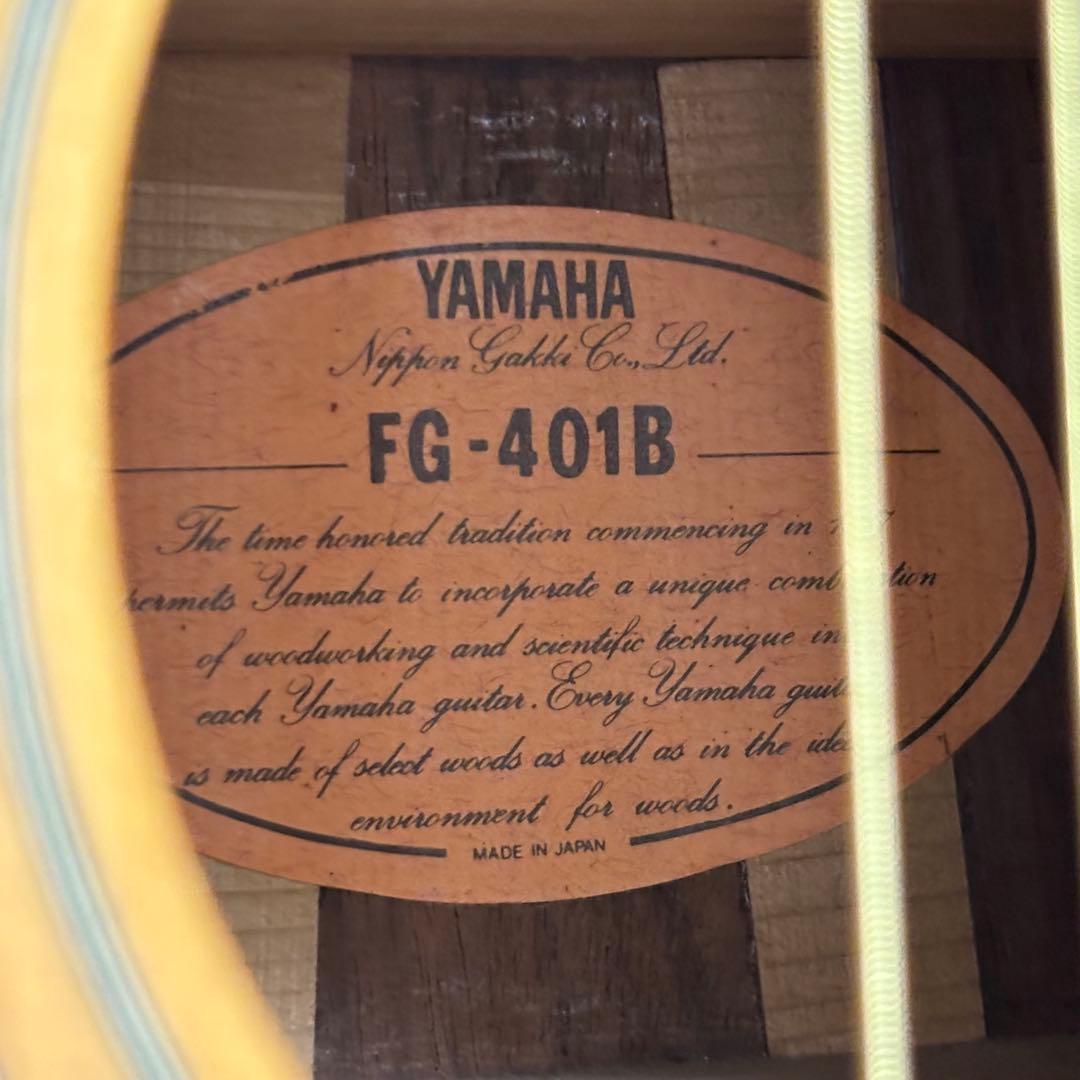 YAMAHA
Nippon Gakki Co., Ltd.
FG-401B
The time honored tradition commencing in
permits Yamaha to incorporate a unique
of woodworking and scientific technique in
each Yamaha guitar. Every Yamaha
is made of select woods as well as in the
environment for woods.
MADE IN JAPAN